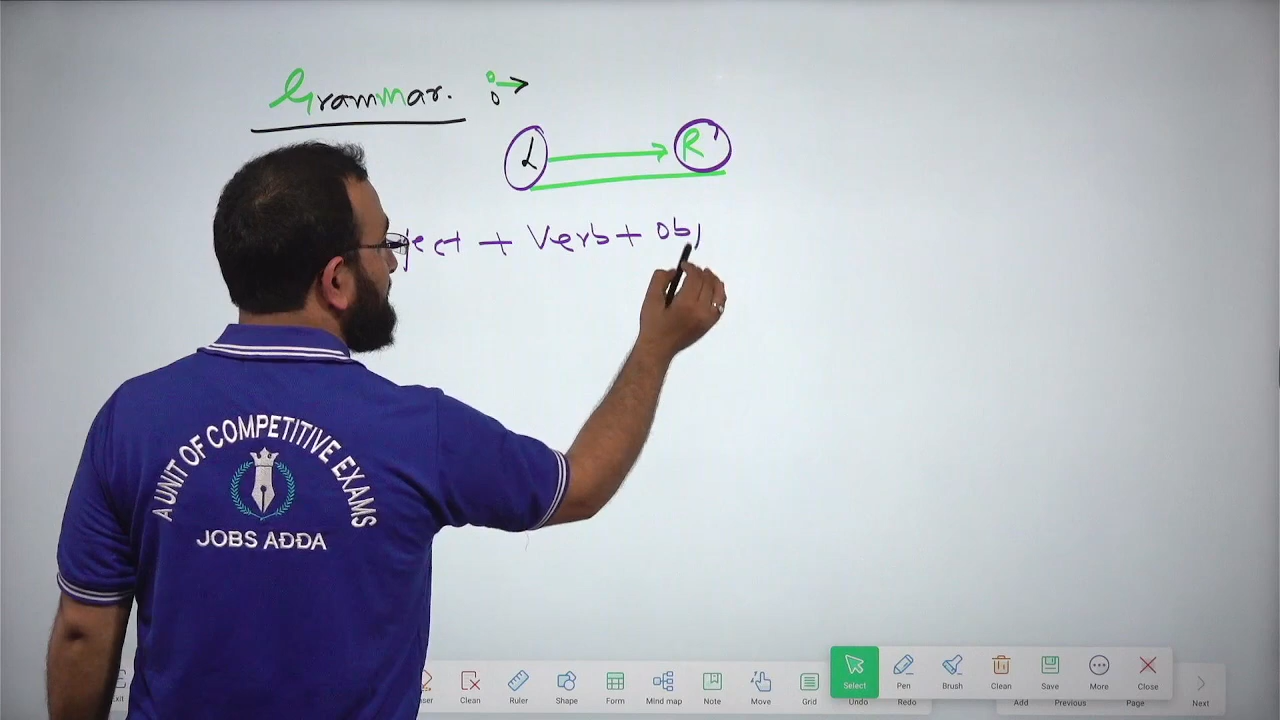 Grammar.
L R
ject + Verb + Obj
A UNIT OF COMPETITIVE EXAMS
JOBS ADDA
Clean Ruler Shape Form Mind map Note Move Grid Select Pen Brush Clean Save More Close
Undo Redo Add Previous Page Next